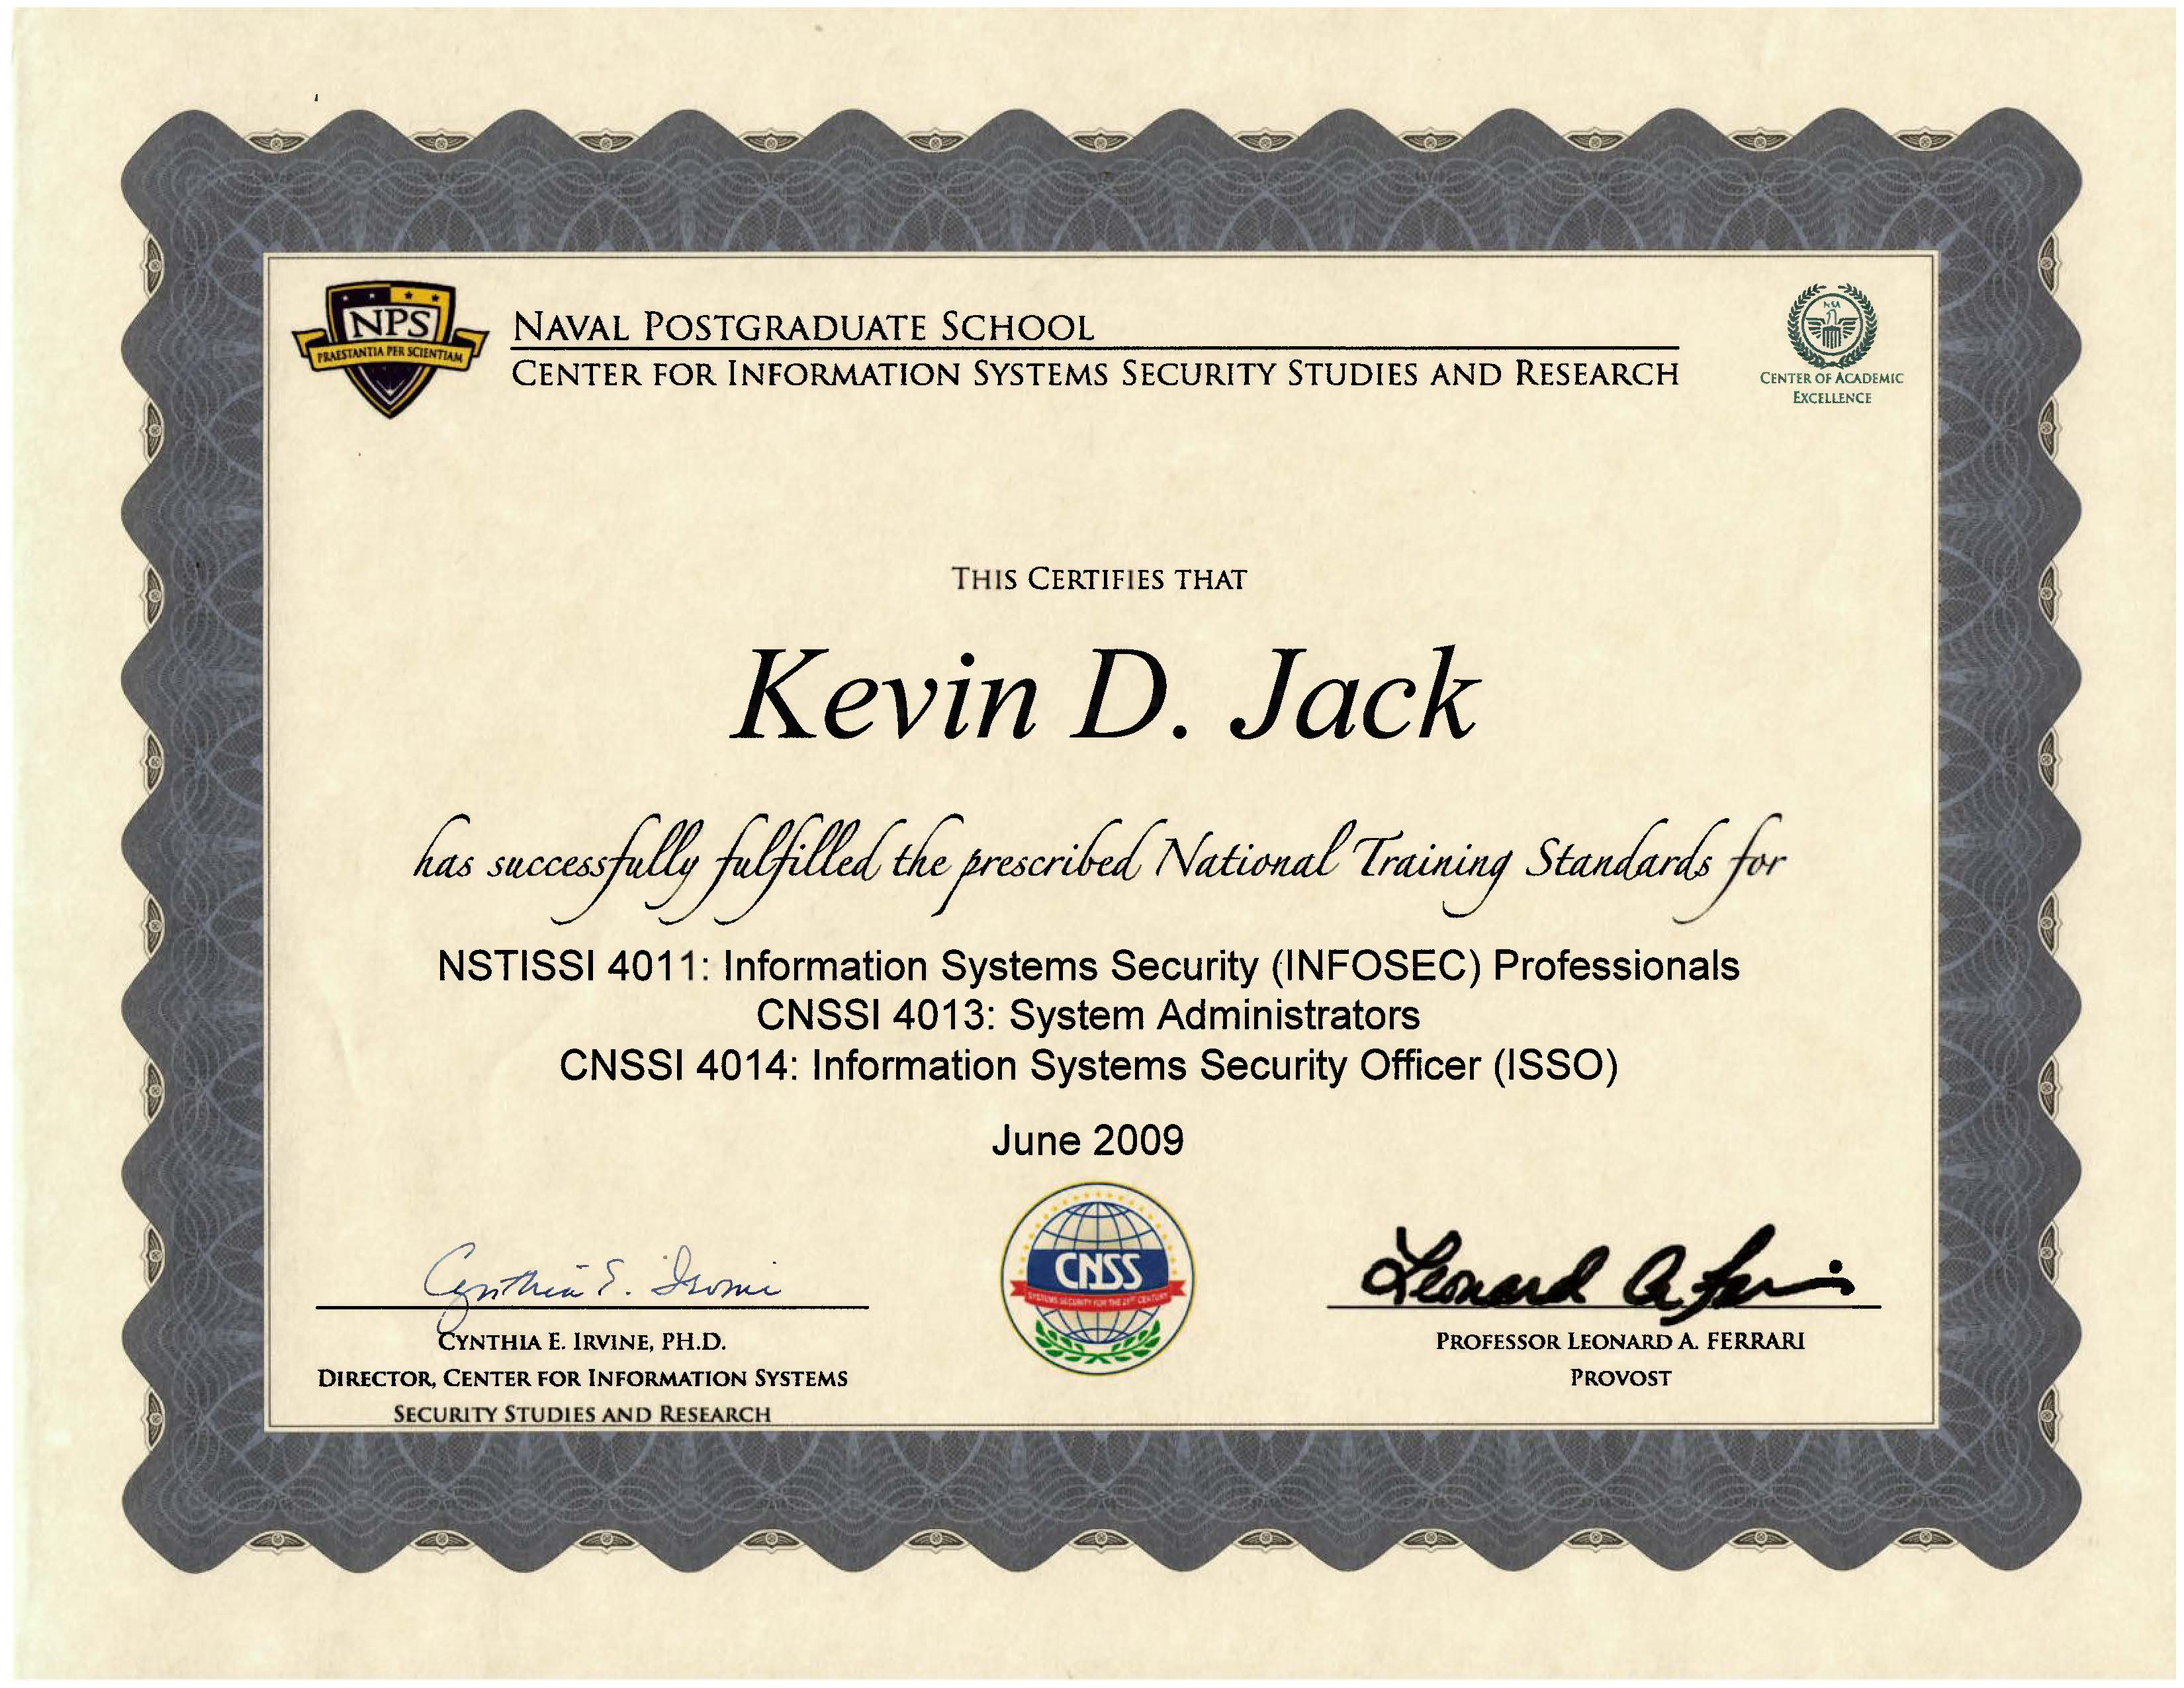 NPS
PRAESTANTIA PER SCIENTIAM
NAVAL POSTGRADUATE SCHOOL
CENTER FOR INFORMATION SYSTEMS SECURITY STUDIES AND RESEARCH
NSA
CENTER OF ACADEMIC
EXCELLENCE
THIS CERTIFIES THAT
Kevin D. Jack
has successfully fulfilled the prescribed National Training Standards for
NSTISSI 4011: Information Systems Security (INFOSEC) Professionals
CNSSI 4013: System Administrators
CNSSI 4014: Information Systems Security Officer (ISSO)
June 2009
CNSS
SYSTEMS SECURITY FOR THE 21ST CENTURY
Cynthia E. Irvine
CYNTHIA E. IRVINE, PH.D.
DIRECTOR, CENTER FOR INFORMATION SYSTEMS
SECURITY STUDIES AND RESEARCH
Leonard A Ferrari
PROFESSOR LEONARD A. FERRARI
PROVOST